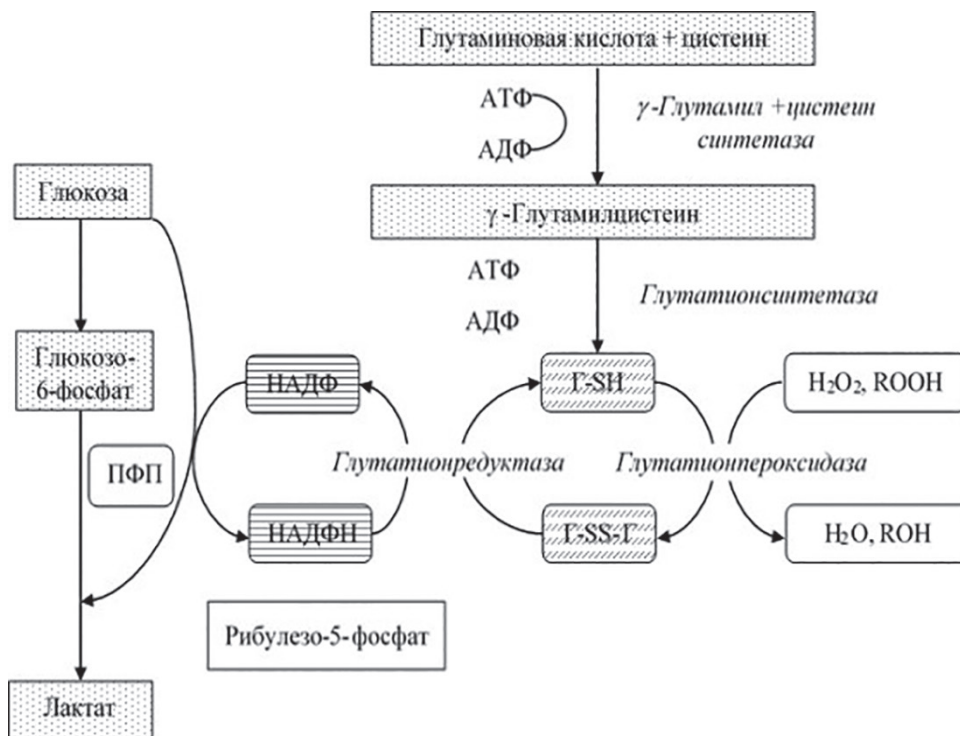 Глутаминовая кислота + цистеин
АТФ
АДФ
γ-Глутамил +цистеин
синтетаза
Глюкоза
γ-Глутамилцистеин
АТФ
АДФ
Глутатионсинтетаза
Глюкозо-
6-фосфат
НАДФ
Г-SH
H₂O₂, ROOH
ПФП
Глутатионредуктаза
Глутатионпероксидаза
НАДФН
Г-SS-Г
H₂O, ROH
Рибулезо-5-фосфат
Лактат